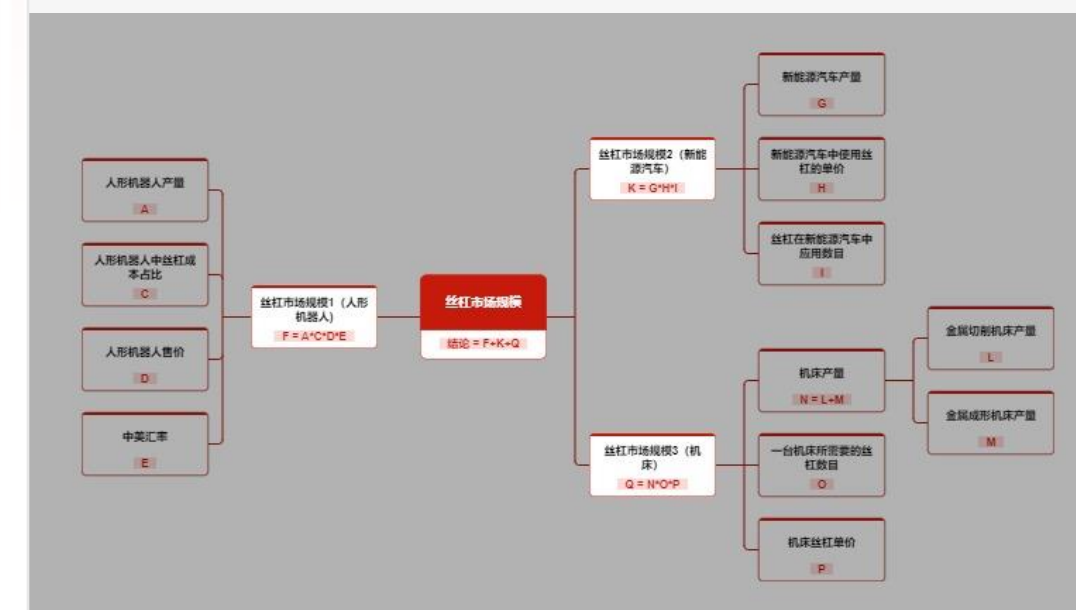 新能源汽车产量
G
丝杠市场规模2（新能
源汽车）
K = G*H*I
新能源汽车中使用丝
杠的单价
H
丝杠在新能源汽车中
应用数目
I
人形机器人产量
A
人形机器人中丝杠成
本占比
C
人形机器人售价
D
中美汇率
E
丝杠市场规模1（人形
机器人)
F = A*C*D*E
丝杠市场规模
结论 = F+K+Q
丝杠市场规模3（机
床）
Q = N*O*P
机床产量
N = L+M
一台机床所需要的丝
杠数目
O
机床丝杠单价
P
金属切削机床产量
L
金属成形机床产量
M